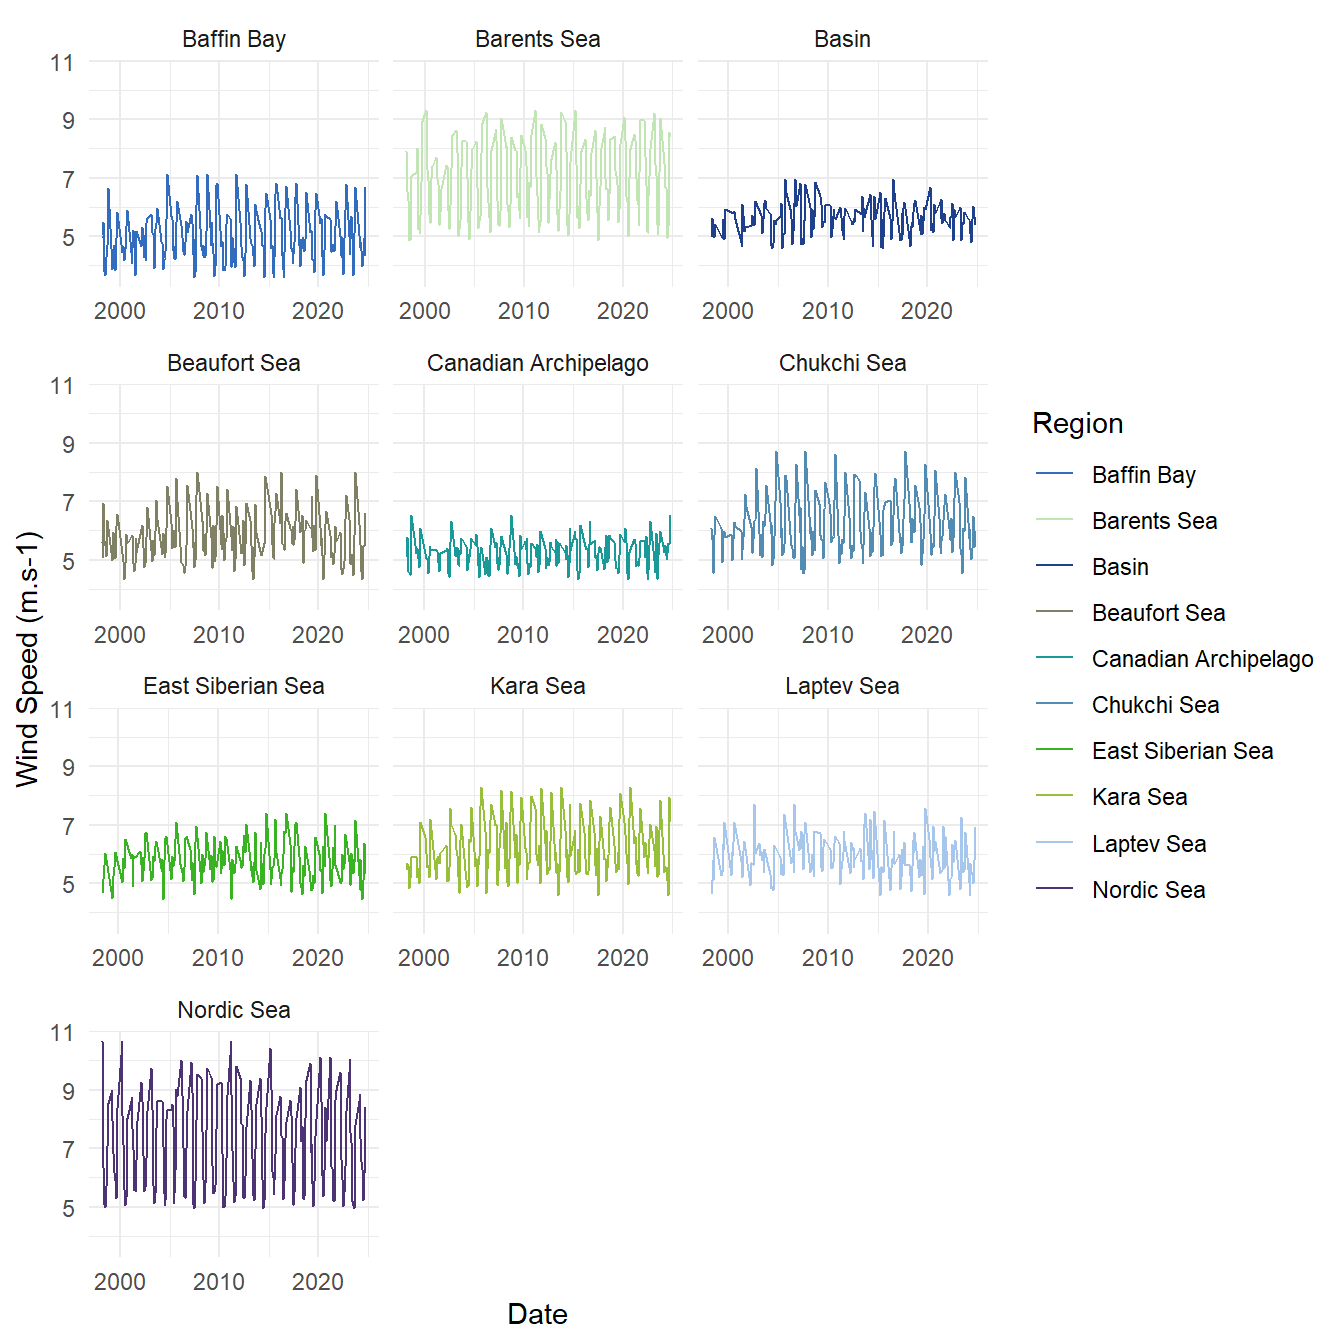 Baffin Bay
Barents Sea
Basin
11
9
7
5
2000 2010 2020
2000 2010 2020
2000 2010 2020
Beaufort Sea
Canadian Archipelago
Chukchi Sea
11
9
7
5
2000 2010 2020
2000 2010 2020
2000 2010 2020
East Siberian Sea
Kara Sea
Laptev Sea
11
9
7
5
2000 2010 2020
2000 2010 2020
2000 2010 2020
Nordic Sea
11
9
7
5
2000 2010 2020
Wind Speed (m.s-1)
Date
Region
Baffin Bay
Barents Sea
Basin
Beaufort Sea
Canadian Archipelago
Chukchi Sea
East Siberian Sea
Kara Sea
Laptev Sea
Nordic Sea